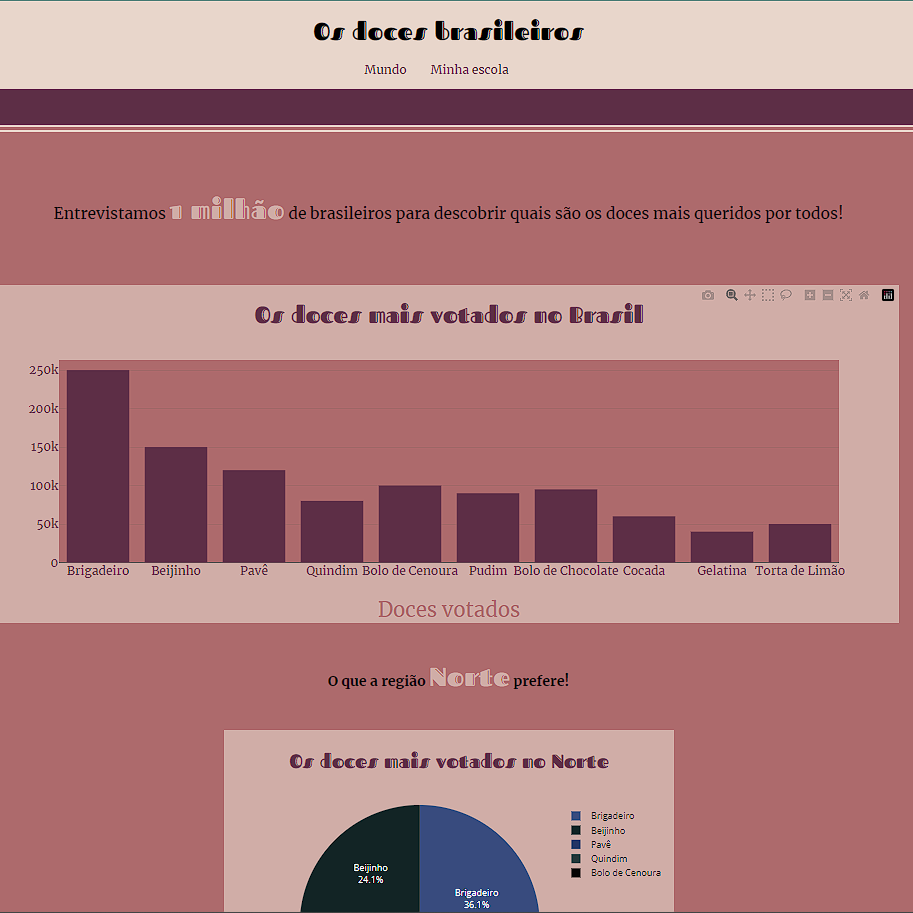 Os doces brasileiros
Mundo Minha escola
Entrevistamos 1 milhão de brasileiros para descobrir quais são os doces mais queridos por todos!
Os doces mais votados no Brasil
250k
200k
150k
100k
50k
0
Brigadeiro Beijinho Pavê Quindim Bolo de Cenoura Pudim Bolo de Chocolate Cocada Gelatina Torta de Limão
Doces votados
O que a região Norte prefere!
Os doces mais votados no Norte
Brigadeiro
Beijinho
Pavê
Quindim
Bolo de Cenoura
Beijinho
24.1%
Brigadeiro
36.1%